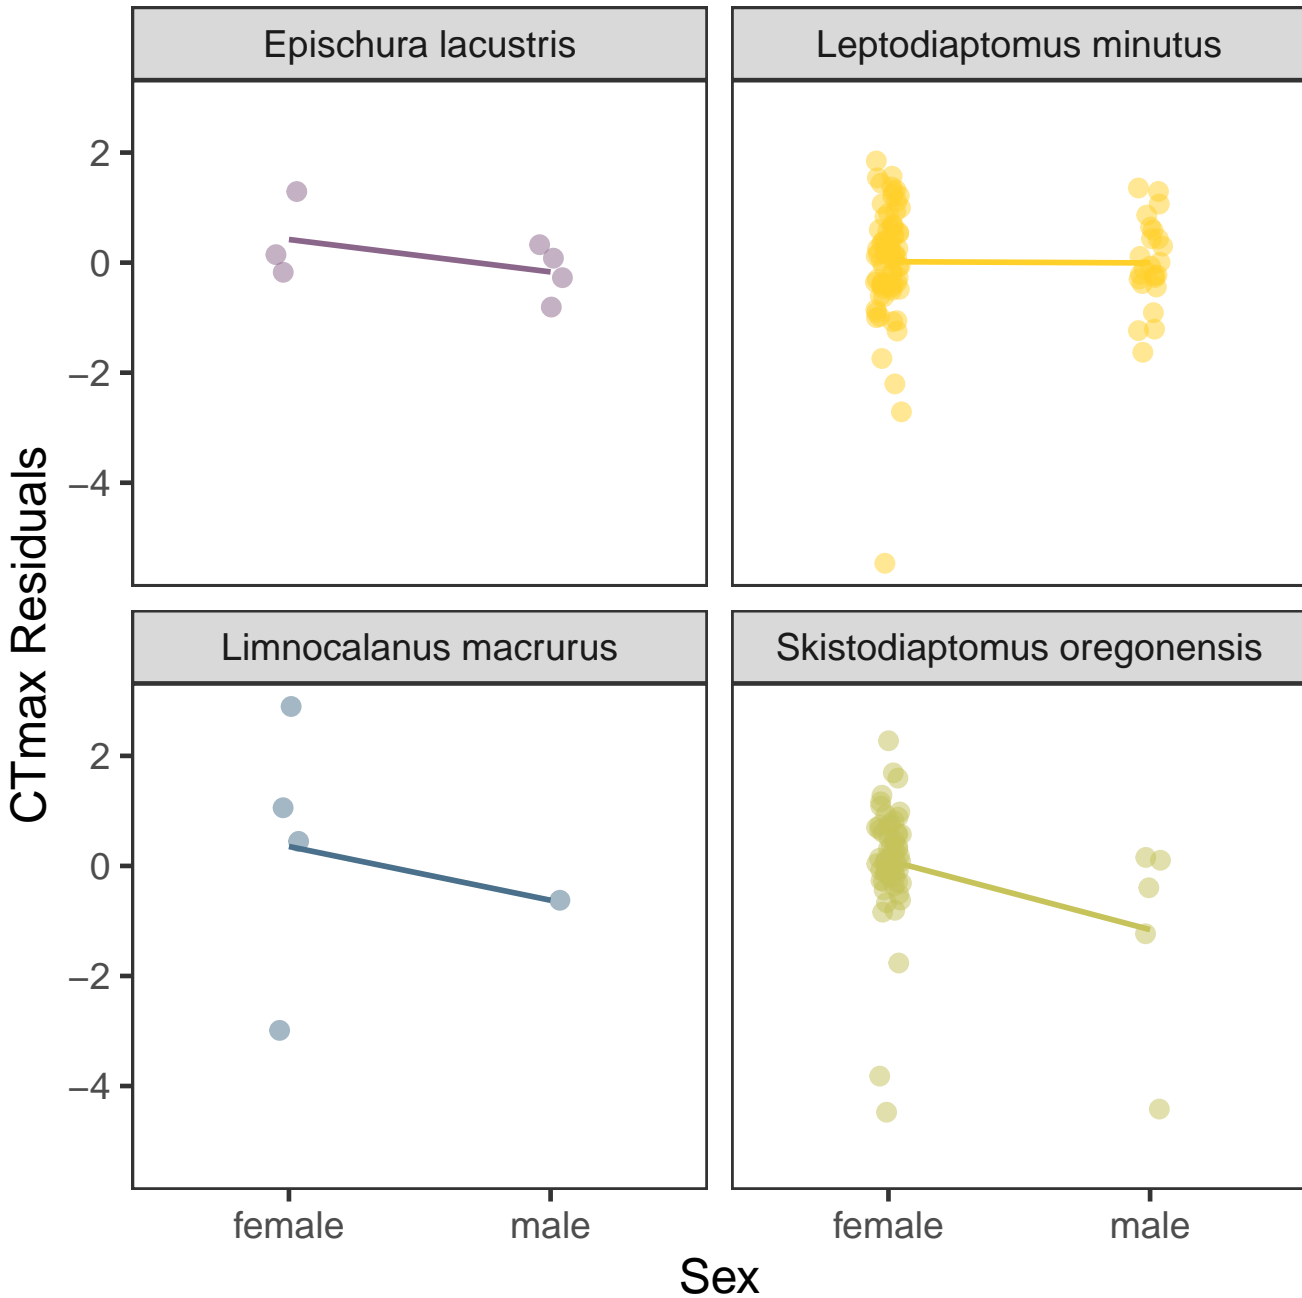 Epischura lacustris
Leptodiaptomus minutus
2
0
−2
−4
Limnocalanus macrurus
Skistodiaptomus oregonensis
2
0
−2
−4
CTmax Residuals
female
male
female
male
Sex